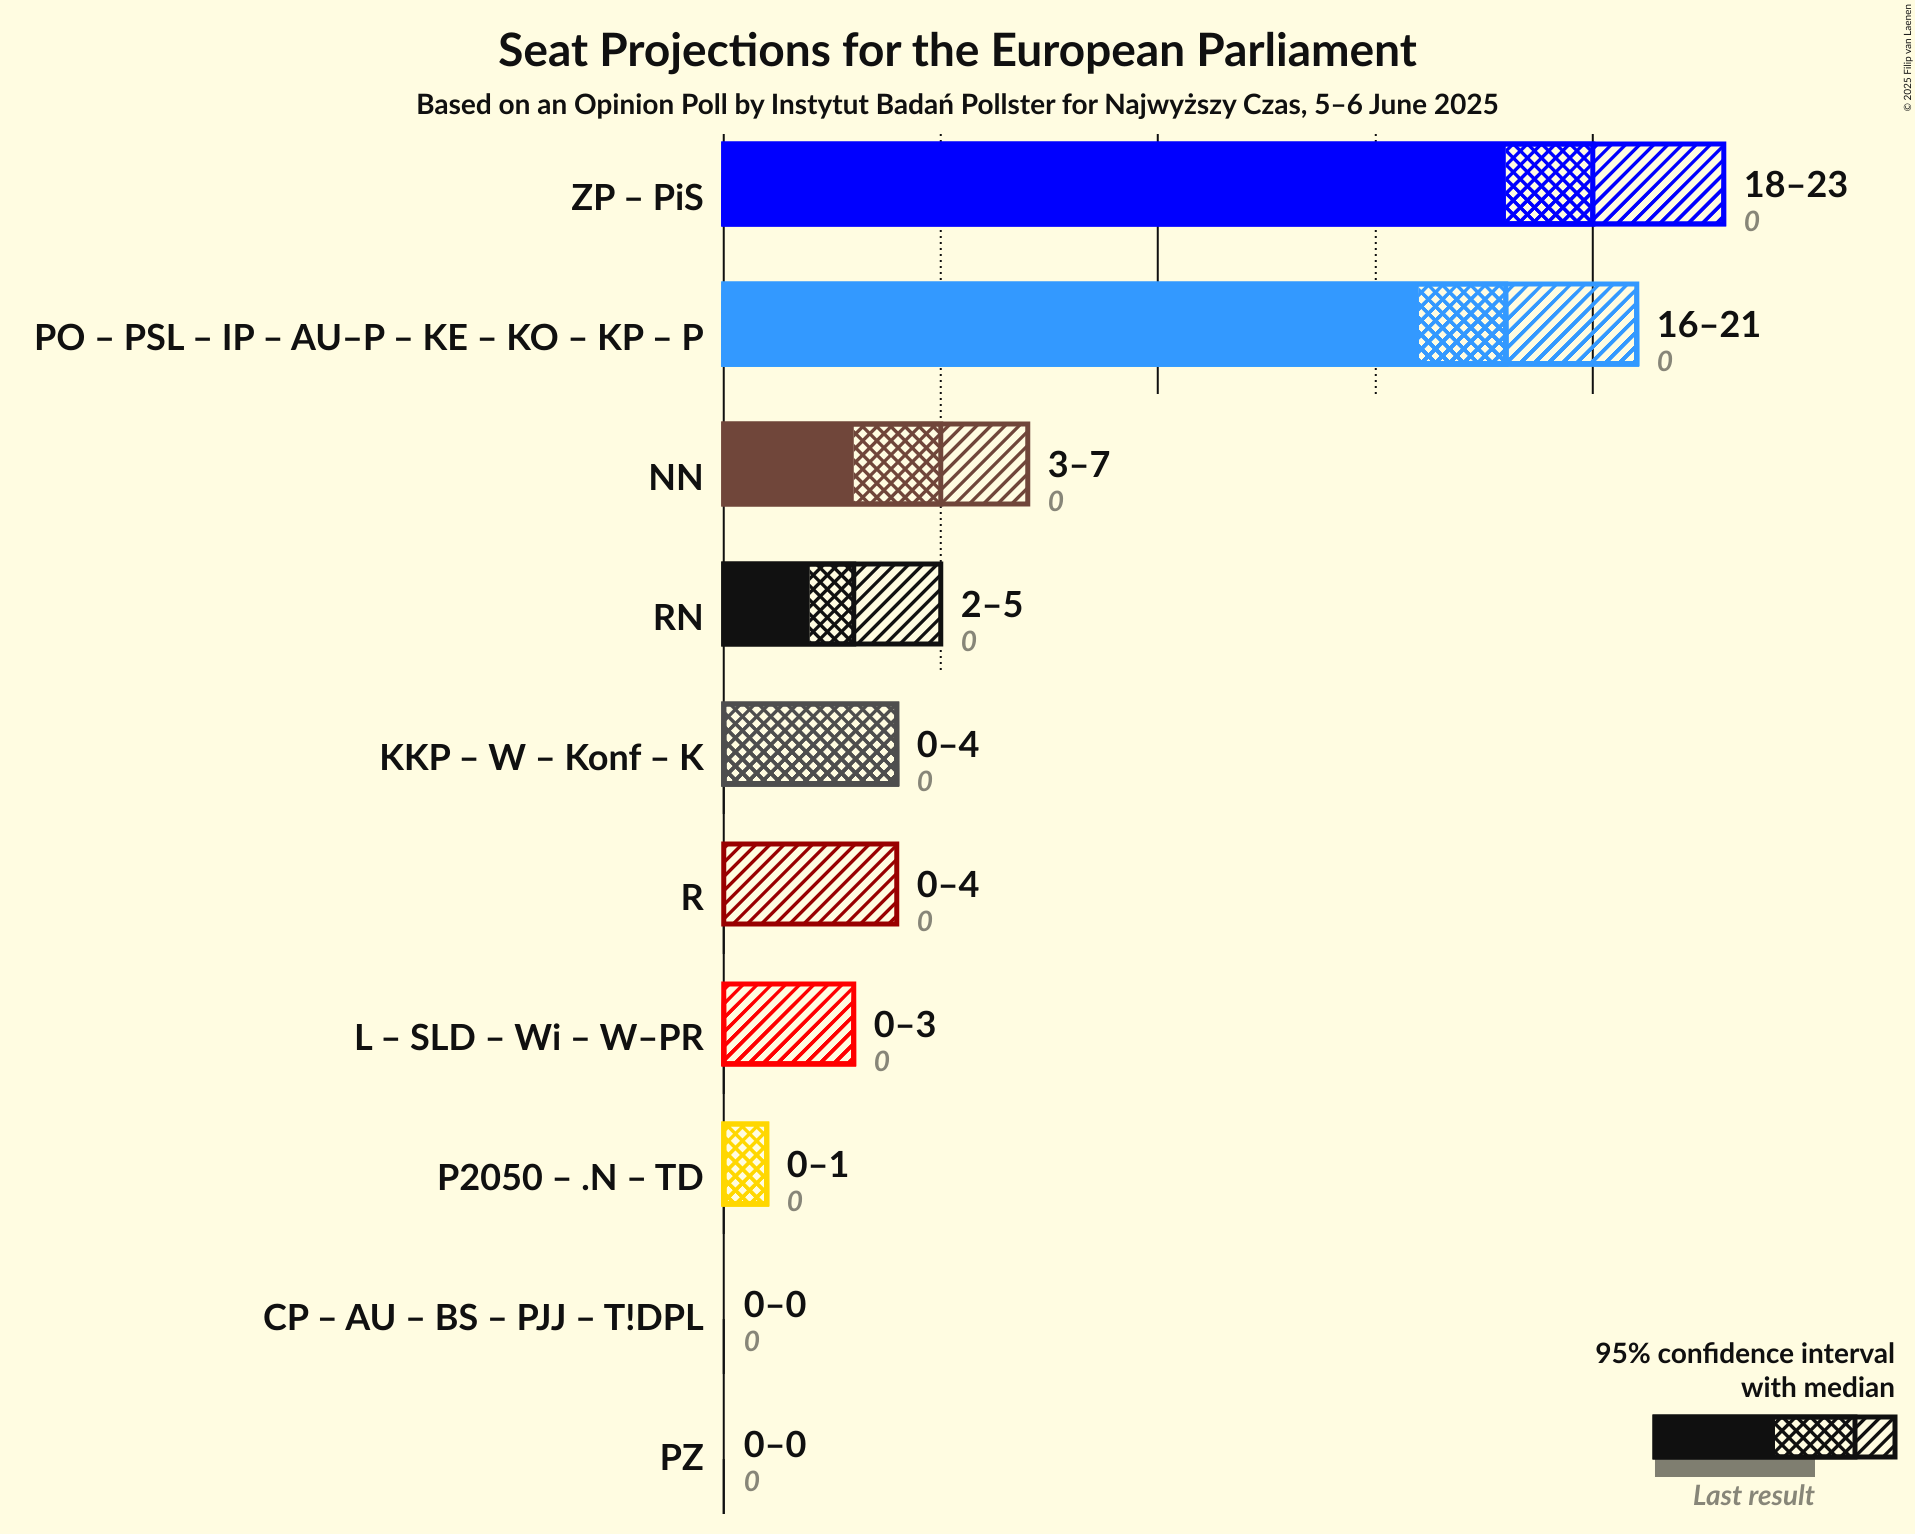 Seat Projections for the European Parliament
Based on an Opinion Poll by Instytut Badań Pollster for Najwyższy Czas, 5–6 June 2025
© 2025 Filip van Laenen
ZP – PiS
18–23
0
PO – PSL – IP – AU–P – KE – KO – KP – P
16–21
0
NN
3–7
0
RN
2–5
0
KKP – W – Konf – K
0–4
0
R
0–4
0
L – SLD – Wi – W–PR
0–3
0
P2050 – .N – TD
0–1
0
CP – AU – BS – PJJ – T!DPL
0–0
0
PZ
0–0
0
95% confidence interval
with median
Last result